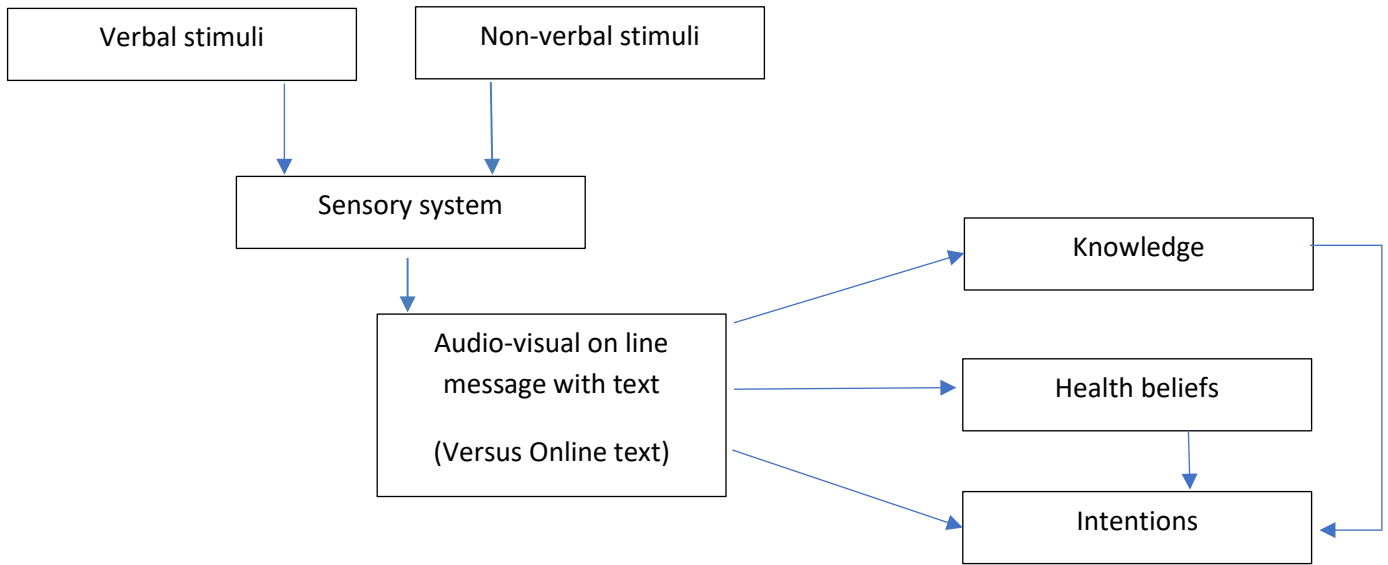 Verbal stimuli
Non-verbal stimuli
Sensory system
Audio-visual on line
message with text
(Versus Online text)
Knowledge
Health beliefs
Intentions